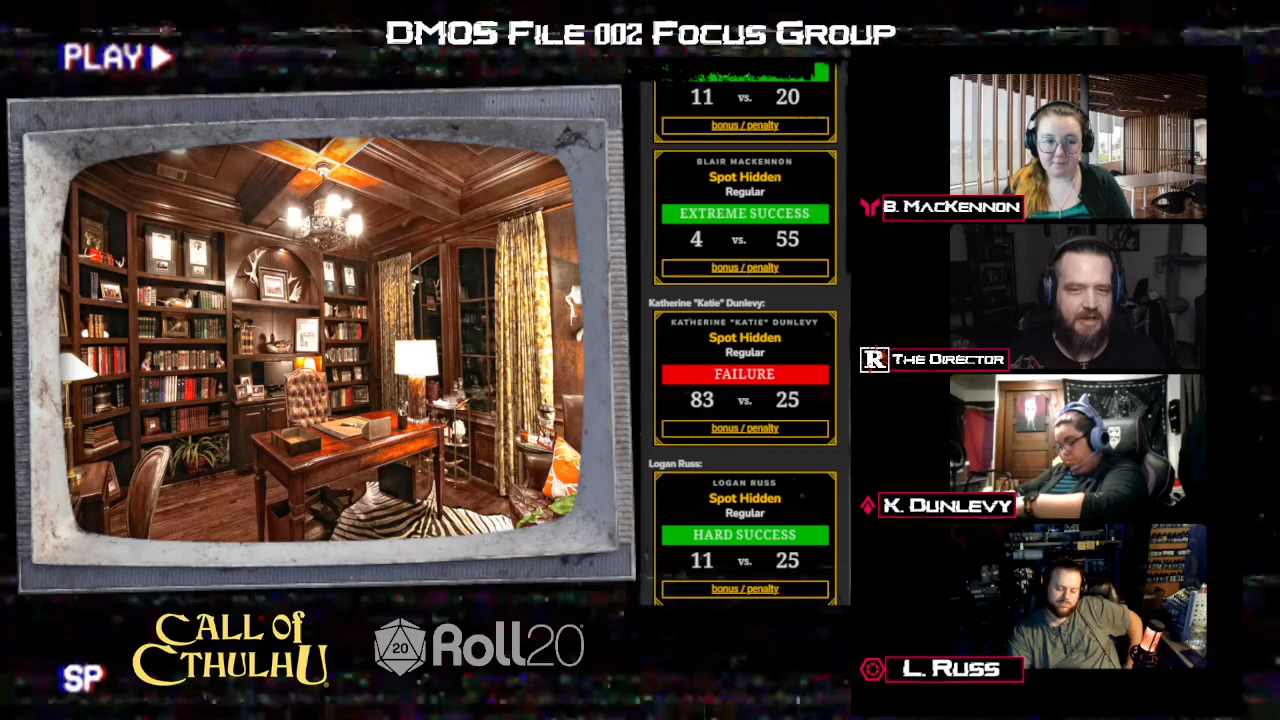 DMOS File 002 Focus Group
PLAY
11 vs. 20
bonus / penalty
BLAIR MACKENNON
Spot Hidden
Regular
EXTREME SUCCESS
4 vs. 55
bonus / penalty
Katherine "Katie" Dunlevy:
KATHERINE "KATIE" DUNLEVY
Spot Hidden
Regular
FAILURE
83 vs. 25
bonus / penalty
Logan Russ:
LOGAN RUSS
Spot Hidden
Regular
HARD SUCCESS
11 vs. 25
bonus / penalty
B. MacKennon
R The Director
K. Dunlevy
L. Russ
CALL of
CTHULHU
20 Roll20
SP